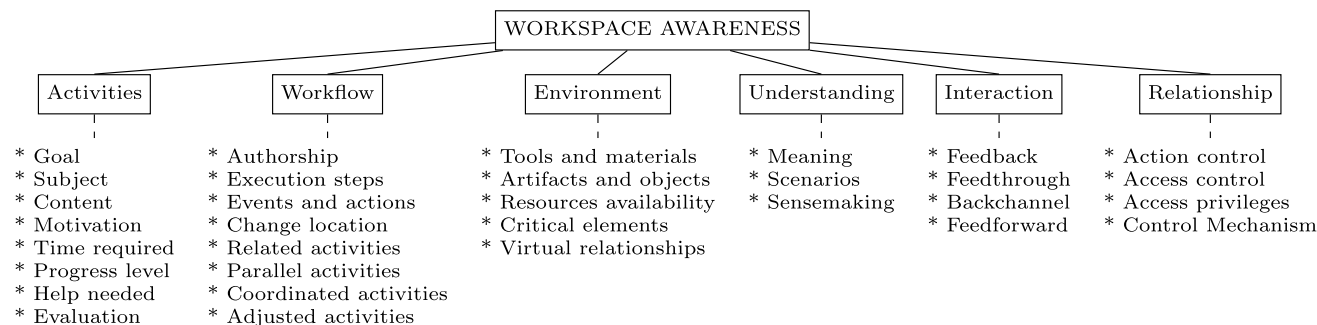 WORKSPACE AWARENESS
Activities
* Goal
* Subject
* Content
* Motivation
* Time required
* Progress level
* Help needed
* Evaluation
Workflow
* Authorship
* Execution steps
* Events and actions
* Change location
* Related activities
* Parallel activities
* Coordinated activities
* Adjusted activities
Environment
* Tools and materials
* Artifacts and objects
* Resources availability
* Critical elements
* Virtual relationships
Understanding
* Meaning
* Scenarios
* Sensemaking
Interaction
* Feedback
* Feedthrough
* Backchannel
* Feedforward
Relationship
* Action control
* Access control
* Access privileges
* Control Mechanism